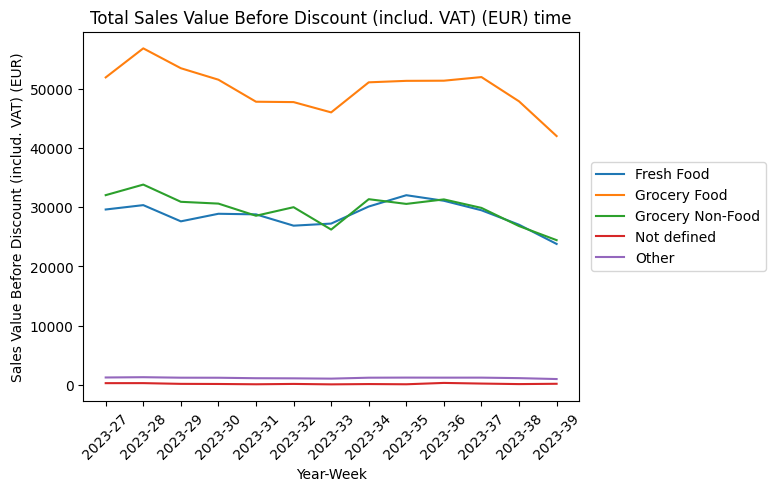 Total Sales Value Before Discount (includ. VAT) (EUR) time
Sales Value Before Discount (includ. VAT) (EUR)
50000
40000
30000
20000
10000
0
2023-27
2023-28
2023-29
2023-30
2023-31
2023-32
2023-33
2023-34
2023-35
2023-36
2023-37
2023-38
2023-39
Year-Week
Fresh Food
Grocery Food
Grocery Non-Food
Not defined
Other